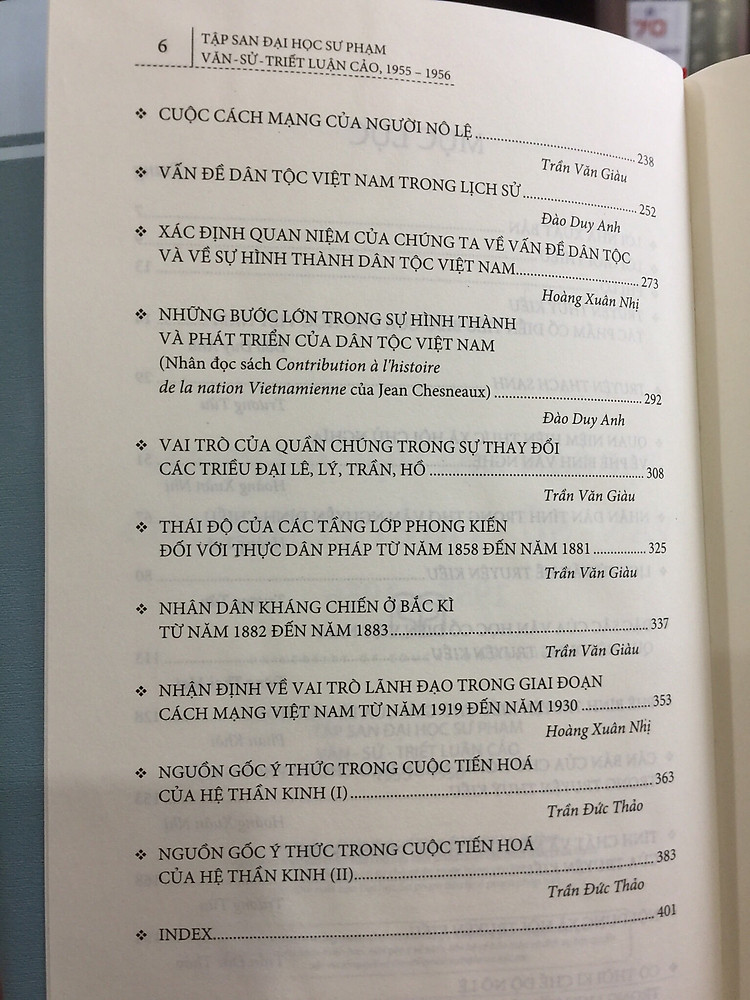 6
TẬP SAN ĐẠI HỌC SƯ PHẠM
VĂN - SỬ - TRIẾT LUẬN CẢO, 1955 – 1956
❖ CUỘC CÁCH MẠNG CỦA NGƯỜI NÔ LỆ 238
Trần Văn Giàu
❖ VẤN ĐỀ DÂN TỘC VIỆT NAM TRONG LỊCH SỬ 252
Đào Duy Anh
❖ XÁC ĐỊNH QUAN NIỆM CỦA CHÚNG TA VỀ VẤN ĐỀ DÂN TỘC
VÀ VỀ SỰ HÌNH THÀNH DÂN TỘC VIỆT NAM 273
Hoàng Xuân Nhị
❖ NHỮNG BƯỚC LỚN TRONG SỰ HÌNH THÀNH
VÀ PHÁT TRIỂN CỦA DÂN TỘC VIỆT NAM
(Nhân đọc sách Contribution à l'histoire
de la nation Vietnamienne của Jean Chesneaux) 292
Đào Duy Anh
❖ VAI TRÒ CỦA QUẦN CHÚNG TRONG SỰ THAY ĐỔI
CÁC TRIỀU ĐẠI LÊ, LÝ, TRẦN, HỒ 308
Trần Văn Giàu
❖ THÁI ĐỘ CỦA CÁC TẦNG LỚP PHONG KIẾN
ĐỐI VỚI THỰC DÂN PHÁP TỪ NĂM 1858 ĐẾN NĂM 1881 325
Trần Văn Giàu
❖ NHÂN DÂN KHÁNG CHIẾN Ở BẮC KÌ
TỪ NĂM 1882 ĐẾN NĂM 1883 337
Trần Văn Giàu
❖ NHẬN ĐỊNH VỀ VAI TRÒ LÃNH ĐẠO TRONG GIAI ĐOẠN
CÁCH MẠNG VIỆT NAM TỪ NĂM 1919 ĐẾN NĂM 1930 353
Hoàng Xuân Nhị
❖ NGUỒN GỐC Ý THỨC TRONG CUỘC TIẾN HOÁ
CỦA HỆ THẦN KINH (I) 363
Trần Đức Thảo
❖ NGUỒN GỐC Ý THỨC TRONG CUỘC TIẾN HOÁ
CỦA HỆ THẦN KINH (II) 383
Trần Đức Thảo
❖ INDEX 401
70